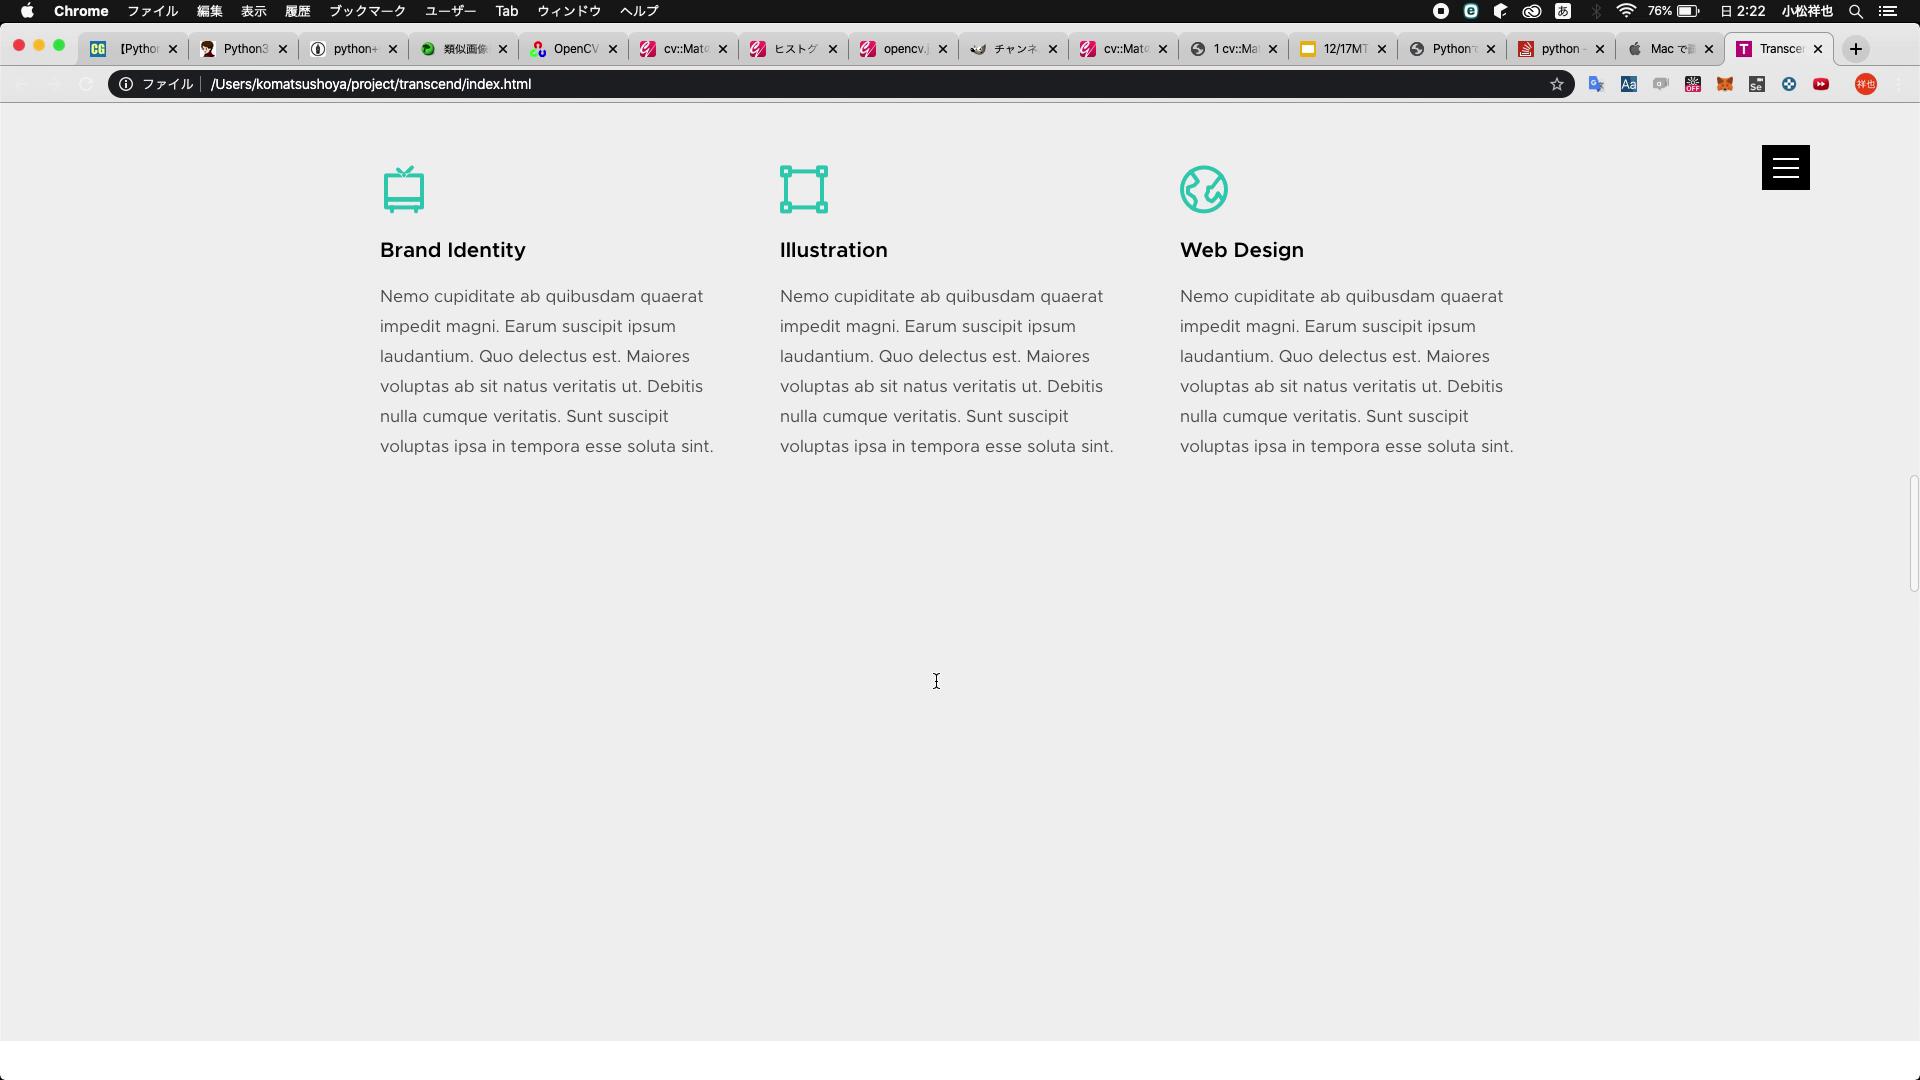 Chrome ファイル 編集 表示 履歴 ブックマーク ユーザー Tab ウィンドウ ヘルプ 76% 日 2:22 小松祥也
【Pytho Python3 python+ 類似画像 OpenCV cv::Mato ヒストグ opencv.j チャンネ cv::Mato 1 cv::Ma 12/17MT Python python - Mac で Transce
ファイル /Users/komatsushoya/project/transcend/index.html 祥也
Brand Identity
Nemo cupiditate ab quibusdam quaerat
impedit magni. Earum suscipit ipsum
laudantium. Quo delectus est. Maiores
voluptas ab sit natus veritatis ut. Debitis
nulla cumque veritatis. Sunt suscipit
voluptas ipsa in tempora esse soluta sint.
Illustration
Nemo cupiditate ab quibusdam quaerat
impedit magni. Earum suscipit ipsum
laudantium. Quo delectus est. Maiores
voluptas ab sit natus veritatis ut. Debitis
nulla cumque veritatis. Sunt suscipit
voluptas ipsa in tempora esse soluta sint.
Web Design
Nemo cupiditate ab quibusdam quaerat
impedit magni. Earum suscipit ipsum
laudantium. Quo delectus est. Maiores
voluptas ab sit natus veritatis ut. Debitis
nulla cumque veritatis. Sunt suscipit
voluptas ipsa in tempora esse soluta sint.